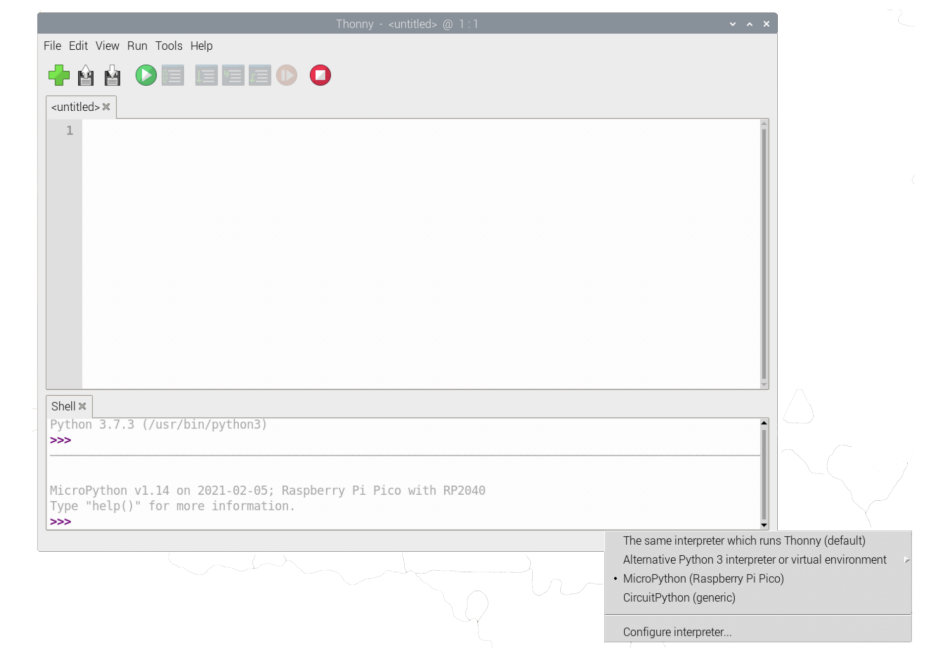 Thonny - <untitled> @ 1:1
File Edit View Run Tools Help
<untitled>
1
Shell
Python 3.7.3 (/usr/bin/python3)
>>>
MicroPython v1.14 on 2021-02-05; Raspberry Pi Pico with RP2040
Type "help()" for more information.
>>>
The same interpreter which runs Thonny (default)
Alternative Python 3 interpreter or virtual environment
• MicroPython (Raspberry Pi Pico)
CircuitPython (generic)
Configure interpreter...